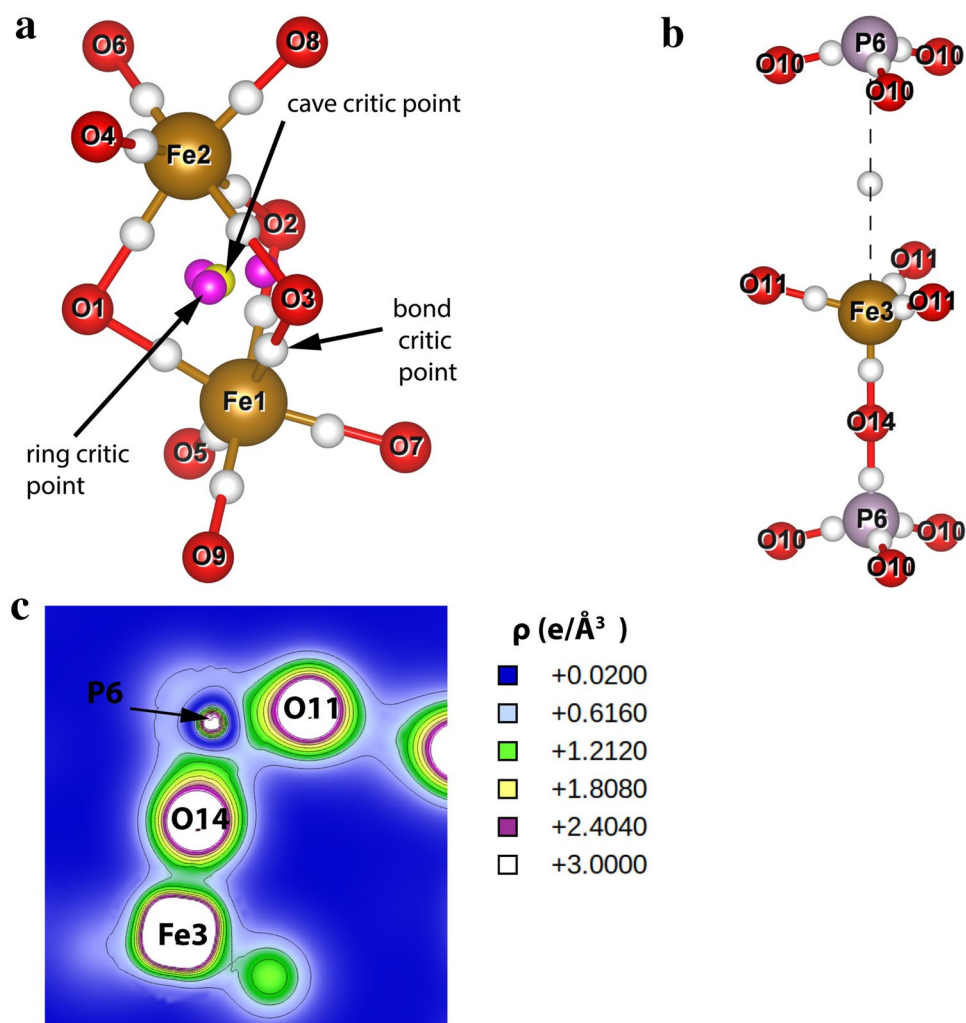 a
O6
O8
cave critic point
O4
Fe2
O2
O1
O3
bond
critic
point
Fe1
O5
O7
ring critic
point
O9
b
P6
O10
O10
O10
O11
O11
O11
Fe3
O14
P6
O10
O10
O10
c
P6
O11
O14
Fe3
ρ (e/Å³ )
+0.0200
+0.6160
+1.2120
+1.8080
+2.4040
+3.0000